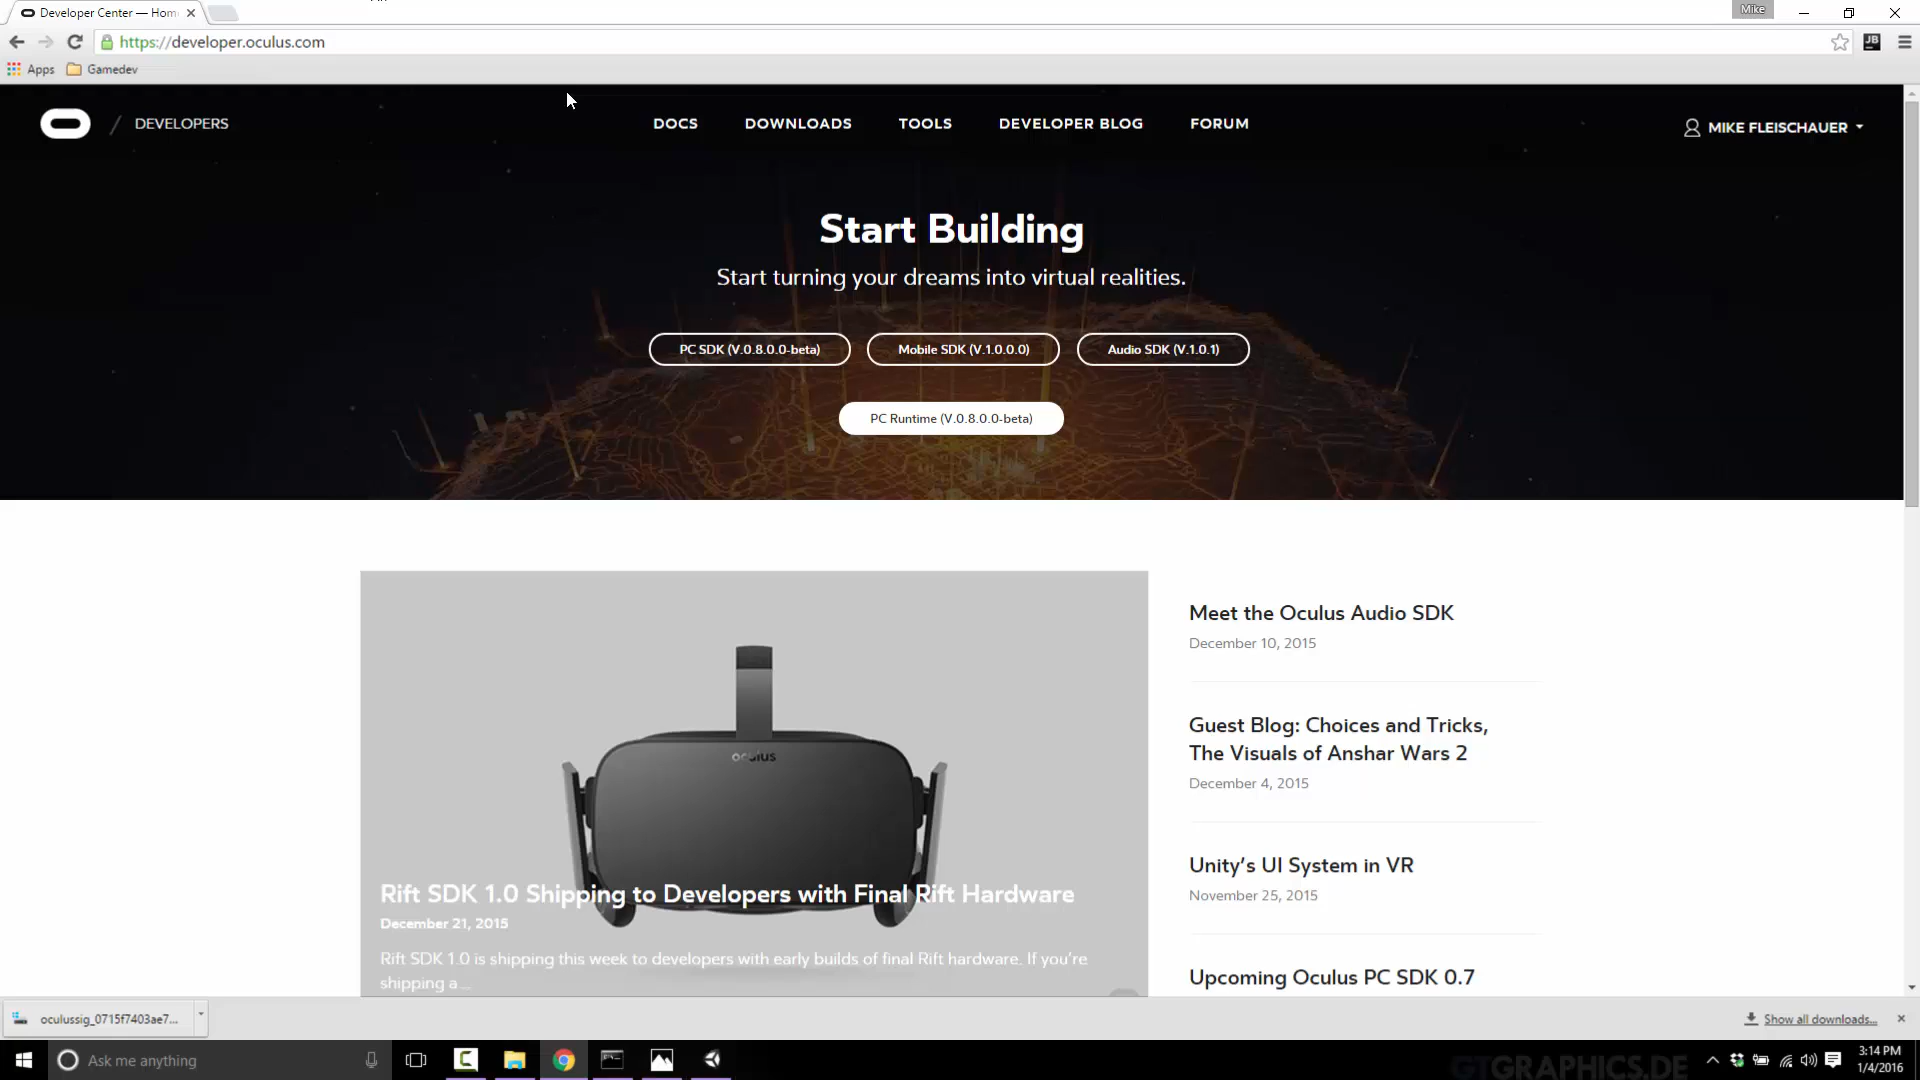 Developer Center — Hom
Mike
https://developer.oculus.com
JB
Apps
Gamedev
/ DEVELOPERS
DOCS
DOWNLOADS
TOOLS
DEVELOPER BLOG
FORUM
MIKE FLEISCHAUER
Start Building
Start turning your dreams into virtual realities.
PC SDK (V.0.8.0.0-beta)
Mobile SDK (V.1.0.0.0)
Audio SDK (V.1.0.1)
PC Runtime (V.0.8.0.0-beta)
oculus
Rift SDK 1.0 Shipping to Developers with Final Rift Hardware
December 21, 2015
Rift SDK 1.0 is shipping this week to developers with early builds of final Rift hardware. If you're
shipping a...
Meet the Oculus Audio SDK
December 10, 2015
Guest Blog: Choices and Tricks,
The Visuals of Anshar Wars 2
December 4, 2015
Unity's UI System in VR
November 25, 2015
Upcoming Oculus PC SDK 0.7
oculussig_0715f7403ae7...
Show all downloads...
Ask me anything
GTGRAPHICS.DE
3:14 PM
1/4/2016